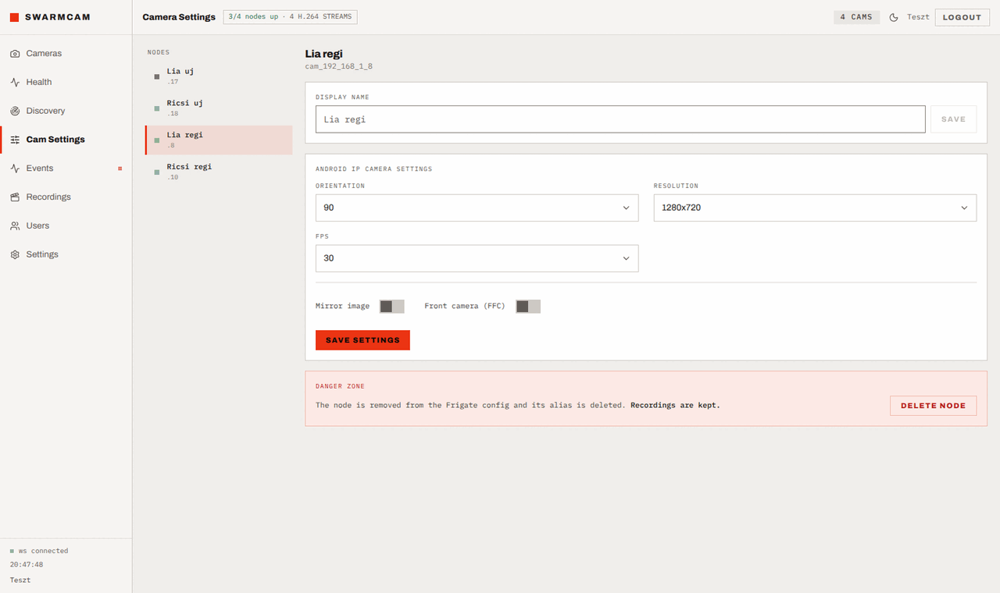 SWARMCAM
Camera Settings
3/4 nodes up · 4 H.264 STREAMS
4 CAMS
Teszt
LOGOUT
Cameras
Health
Discovery
Cam Settings
Events
Recordings
Users
Settings
ws connected
20:47:48
Teszt
NODES
Lia uj
.17
Ricsi uj
.18
Lia regi
.8
Ricsi regi
.10
Lia regi
cam_192_168_1_8
DISPLAY NAME
Lia regi
SAVE
ANDROID IP CAMERA SETTINGS
ORIENTATION
RESOLUTION
90
1280x720
FPS
30
Mirror image
Front camera (FFC)
SAVE SETTINGS
DANGER ZONE
The node is removed from the Frigate config and its alias is deleted. Recordings are kept.
DELETE NODE